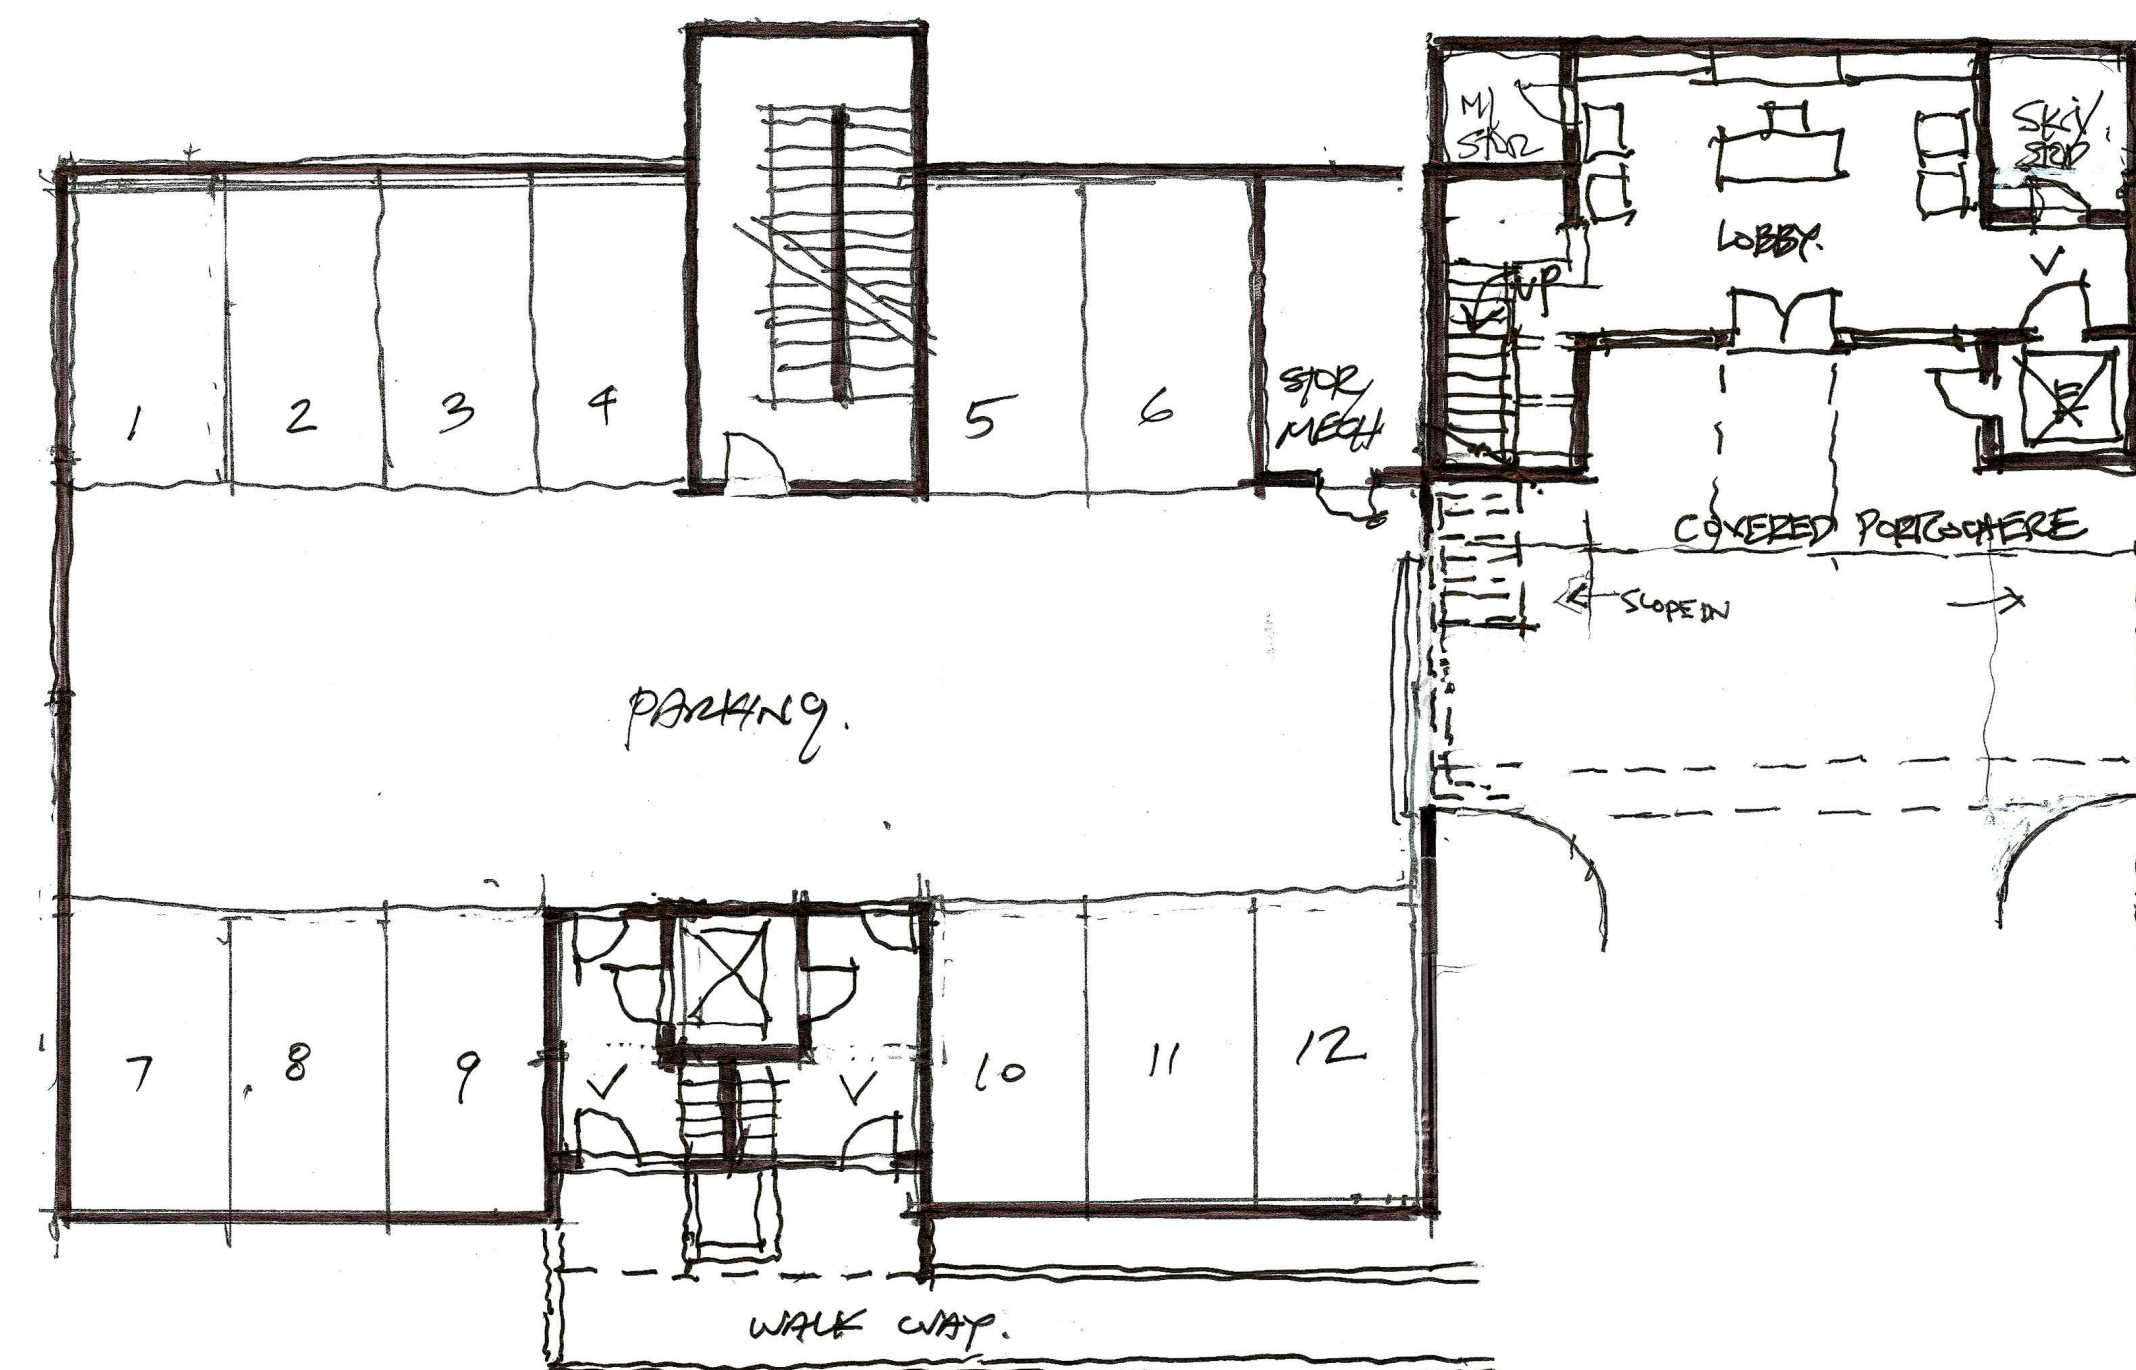 M/
STOR
SKI/
STOR
LOBBY.
V
UP
STOR/
MECH
E
1
2
3
4
5
6
COVERED PORTCOCHERE
SLOPE DN
PARKING.
7
8
9
V
V
10
11
12
WALK WAY.